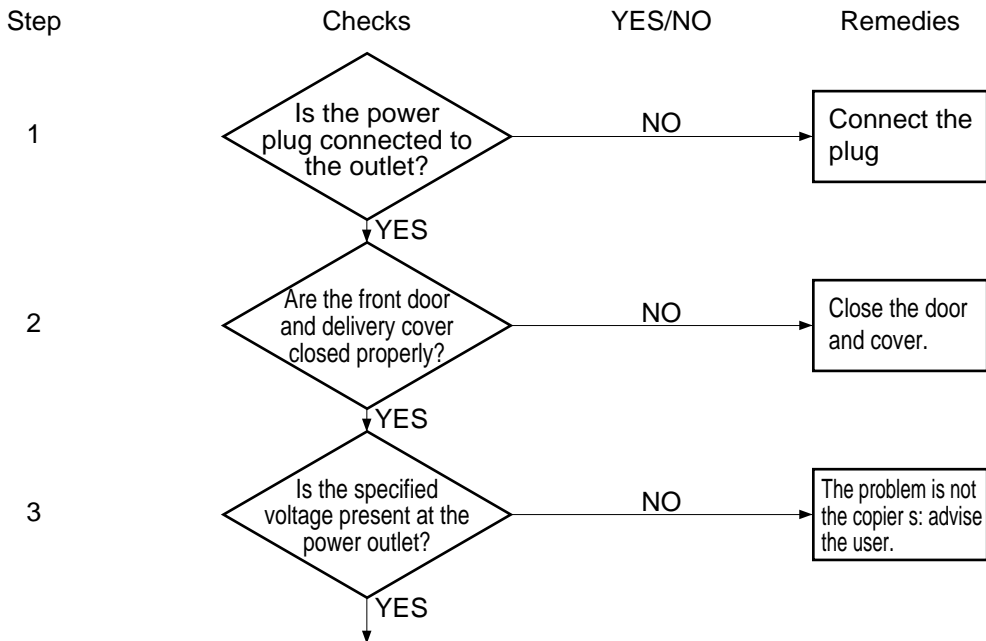 Step Checks YES/NO Remedies
1
Is the power
plug connected to
the outlet?
NO
Connect the
plug
YES
2
Are the front door
and delivery cover
closed properly?
NO
Close the door
and cover.
YES
3
Is the specified
voltage present at the
power outlet?
NO
The problem is not
the copier s: advise
the user.
YES